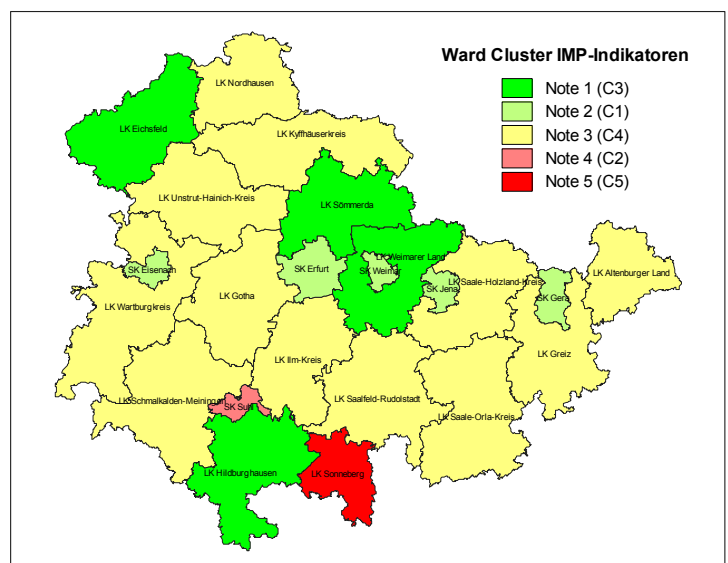 Ward Cluster IMP-Indikatoren
Note 1 (C3)
Note 2 (C1)
Note 3 (C4)
Note 4 (C2)
Note 5 (C5)
LK Nordhausen
LK Eichsfeld
LK Kyffhäuserkreis
LK Unstrut-Hainich-Kreis
LK Sömmerda
LK Weimarer Land
SK Eisenach
SK Erfurt
SK Weimar
LK Saale-Holzland-Kreis
LK Altenburger Land
SK Jena
SK Gera
LK Wartburgkreis
LK Gotha
LK Ilm-Kreis
LK Greiz
LK Schmalkalden-Meiningen
SK Suhl
LK Saalfeld-Rudolstadt
LK Saale-Orla-Kreis
LK Hildburghausen
LK Sonneberg